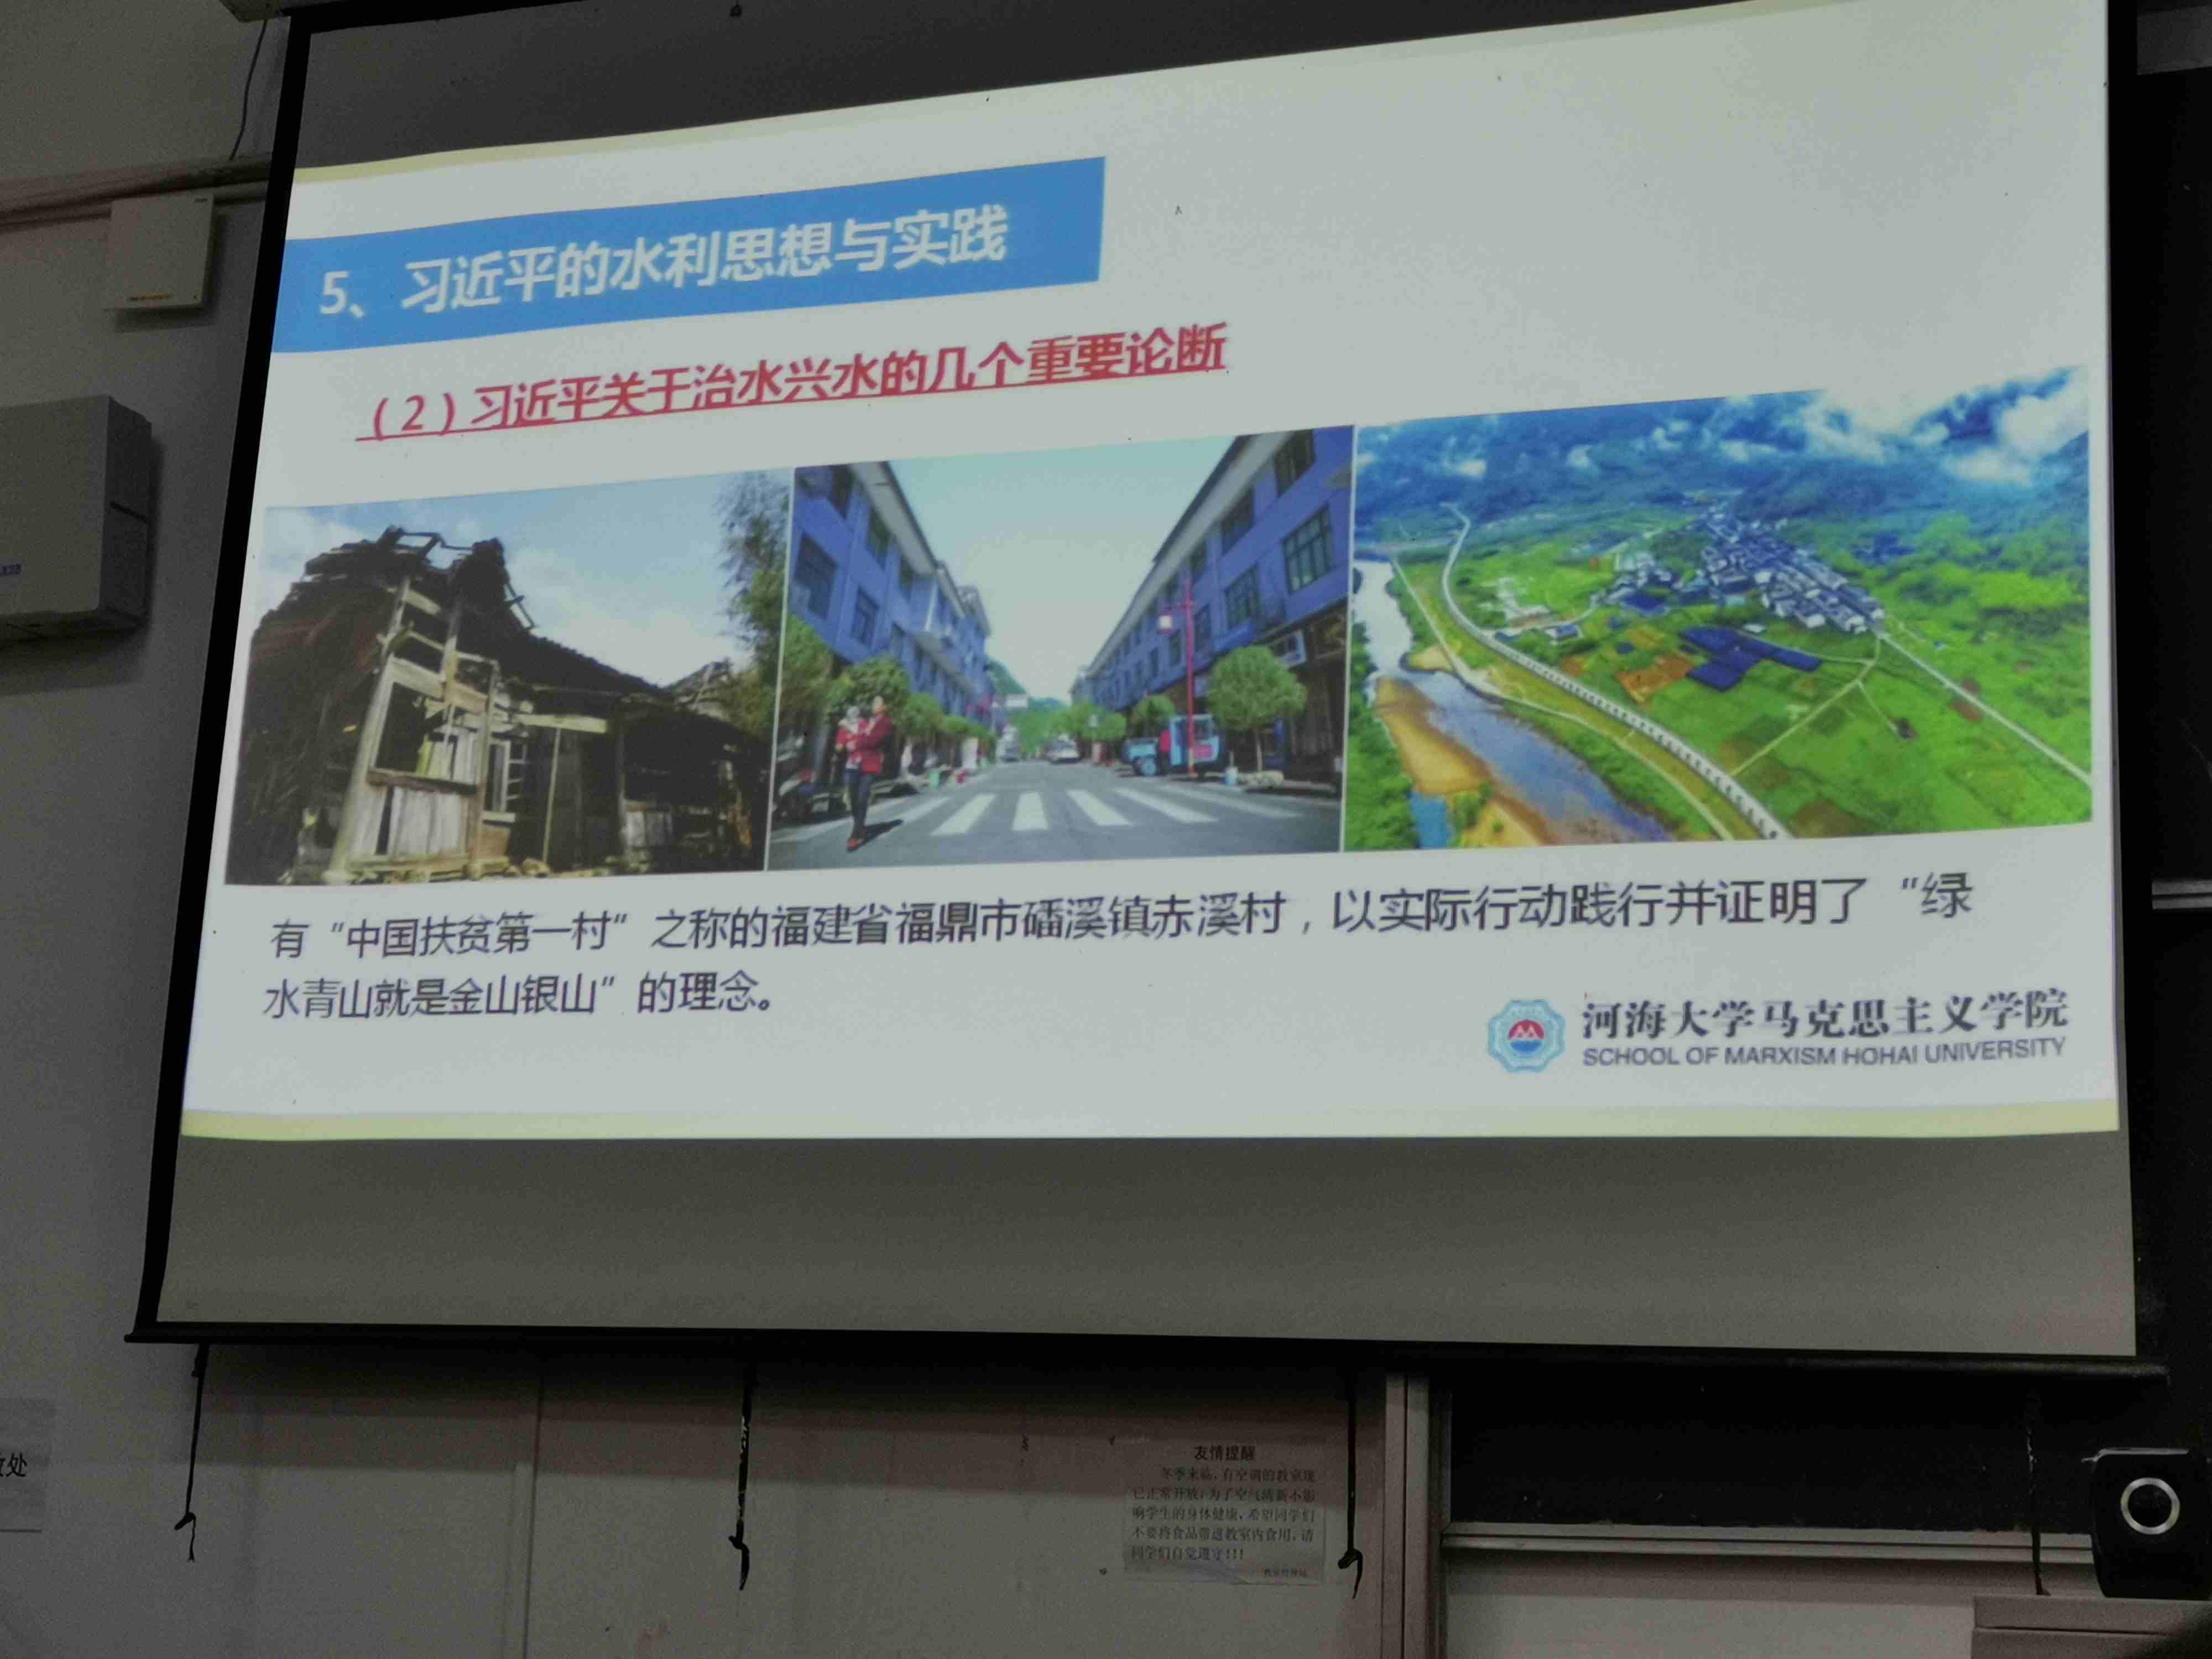 5、习近平的水利思想与实践
（2）习近平关于治水兴水的几个重要论断
有“中国扶贫第一村”之称的福建省福鼎市磻溪镇赤溪村，以实际行动践行并证明了“绿
水青山就是金山银山”的理念。
河海大学马克思主义学院
SCHOOL OF MARXISM HOHAI UNIVERSITY
处
友情提醒
冬季来临，有空调的教室现
已正常开放，为了空气清新不影
响学生的身体健康，希望同学们
不要将食品带进教室内食用，请
同学们自觉遵守！！！